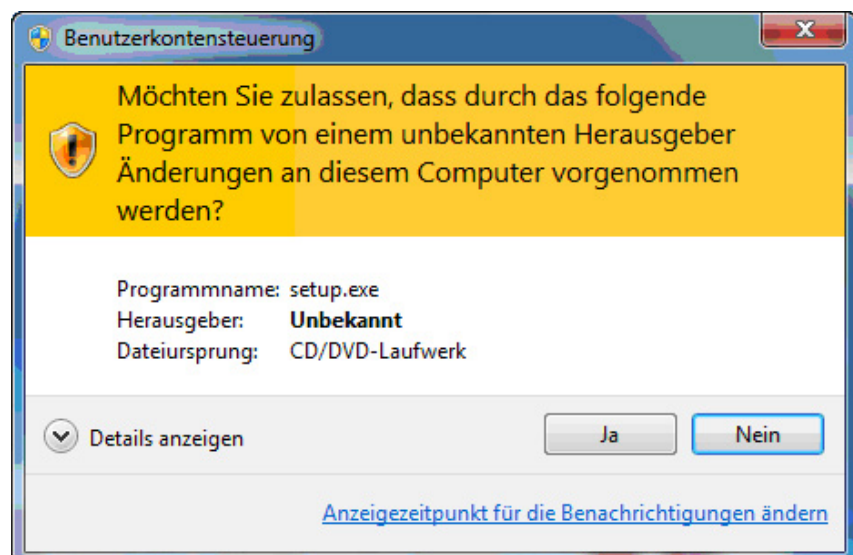 Benutzerkontensteuerung
Möchten Sie zulassen, dass durch das folgende
Programm von einem unbekannten Herausgeber
Änderungen an diesem Computer vorgenommen
werden?
Programmname: setup.exe
Herausgeber: Unbekannt
Dateiursprung: CD/DVD-Laufwerk
Details anzeigen
Ja
Nein
Anzeigezeitpunkt für die Benachrichtigungen ändern